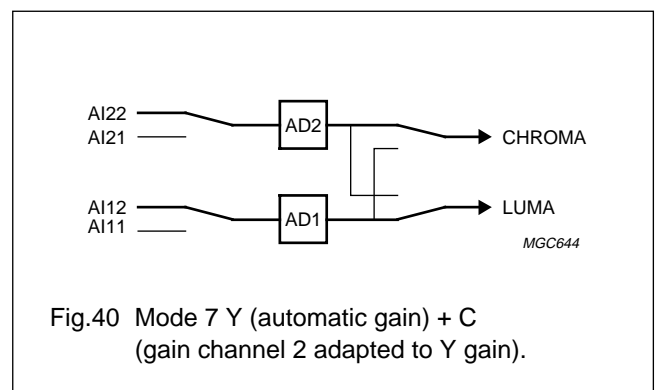 AI22
AI21
AD2
CHROMA
AI12
AI11
AD1
LUMA
MGC644
Fig.40 Mode 7 Y (automatic gain) + C
(gain channel 2 adapted to Y gain).